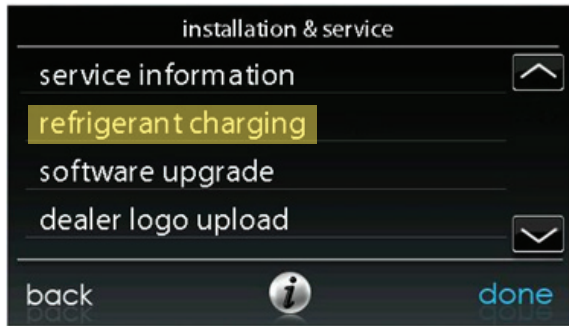 installation & service
service information
refrigerant charging
software upgrade
dealer logo upload
back i done